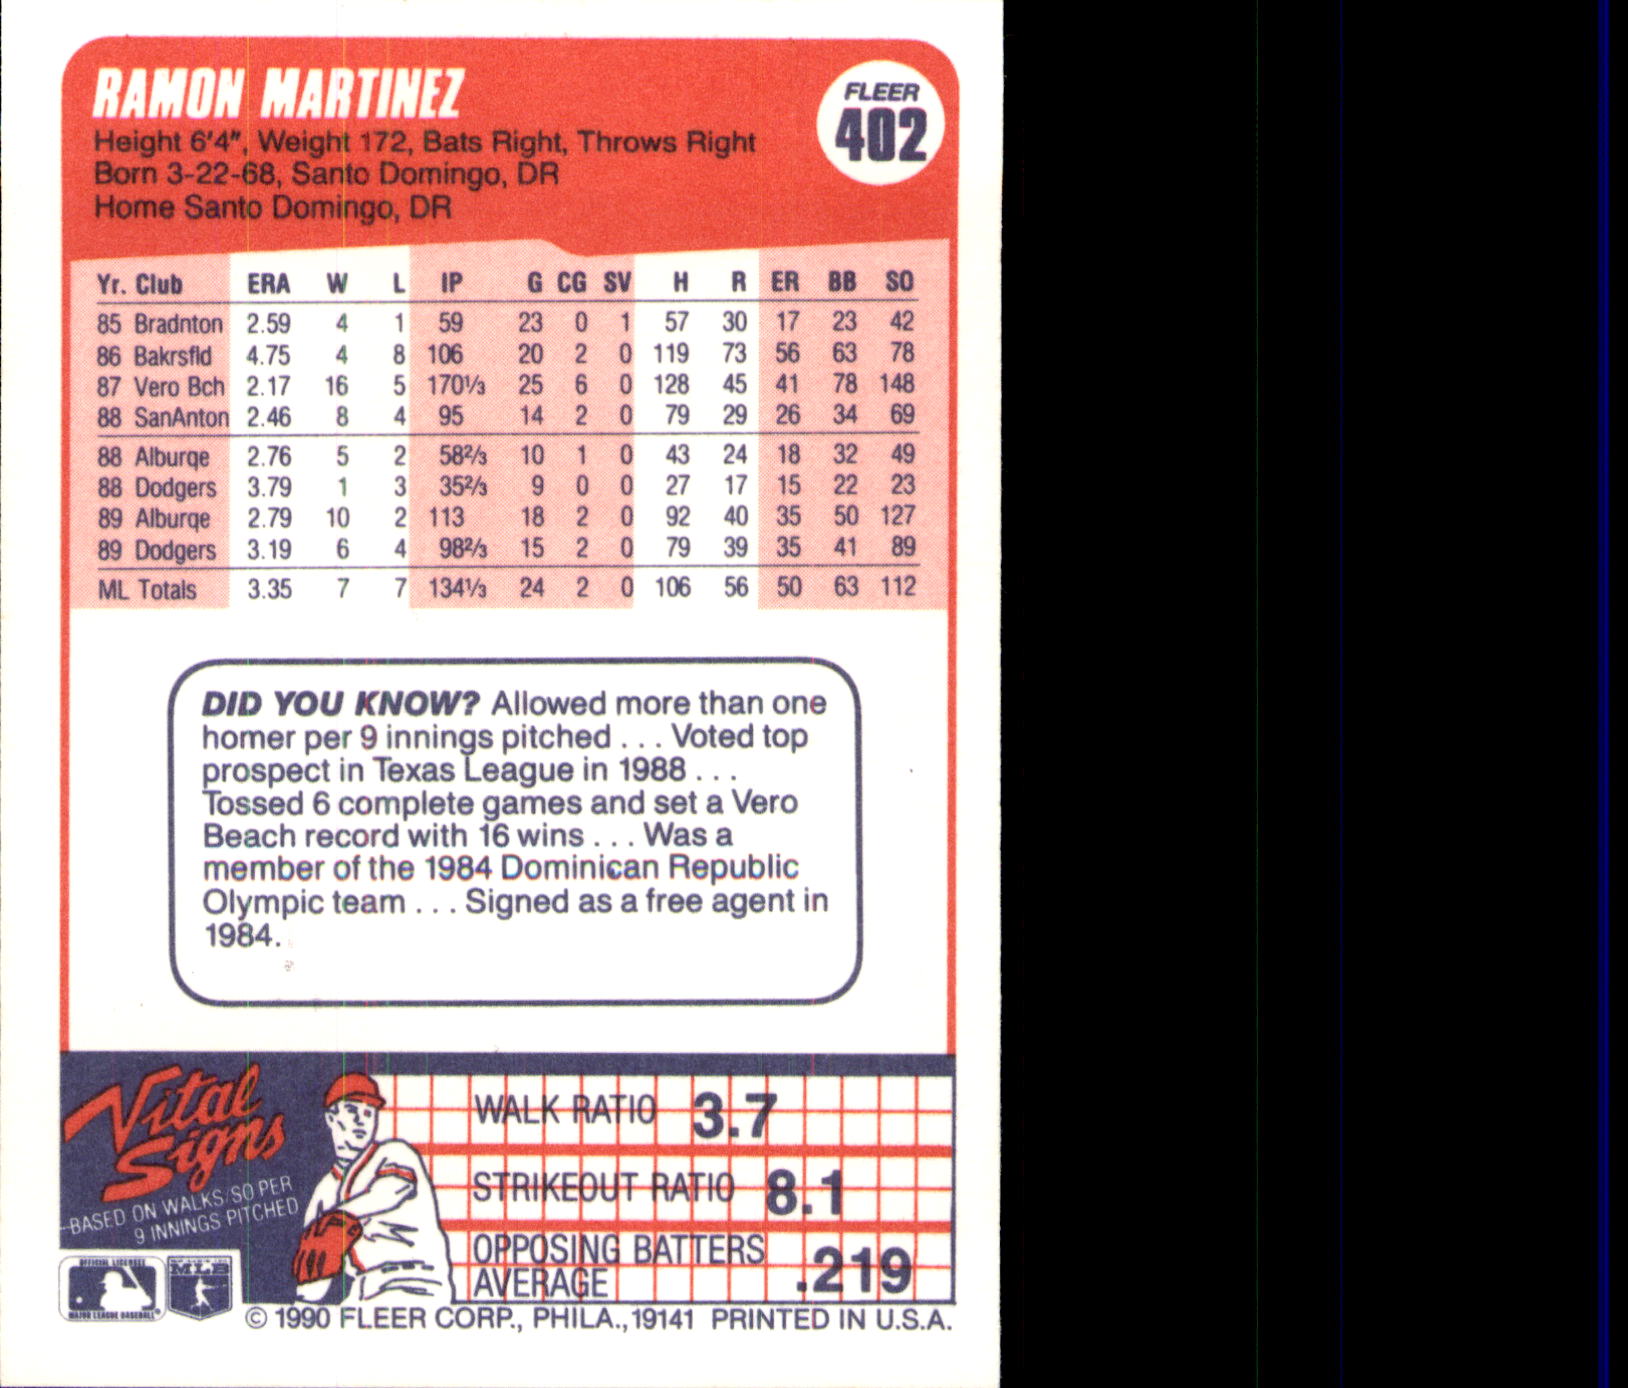 RAMON MARTINEZ
FLEER
402
Height 6'4", Weight 172, Bats Right, Throws Right
Born 3-22-68, Santo Domingo, DR
Home Santo Domingo, DR
Yr. Club ERA W L IP G CG SV H R ER BB SO
85 Bradnton 2.59 4 1 59 23 0 1 57 30 17 23 42
86 Bakrsfld 4.75 4 8 106 20 2 0 119 73 56 63 78
87 Vero Bch 2.17 16 5 170⅓ 25 6 0 128 45 41 78 148
88 SanAnton 2.46 8 4 95 14 2 0 79 29 26 34 69
88 Alburqe 2.76 5 2 58⅔ 10 1 0 43 24 18 32 49
88 Dodgers 3.79 1 3 35⅔ 9 0 0 27 17 15 22 23
89 Alburqe 2.79 10 2 113 18 2 0 92 40 35 50 127
89 Dodgers 3.19 6 4 98⅔ 15 2 0 79 39 35 41 89
ML Totals 3.35 7 7 134⅓ 24 2 0 106 56 50 63 112
DID YOU KNOW? Allowed more than one
homer per 9 innings pitched . . . Voted top
prospect in Texas League in 1988 . . .
Tossed 6 complete games and set a Vero
Beach record with 16 wins . . . Was a
member of the 1984 Dominican Republic
Olympic team . . . Signed as a free agent in
1984.
Vital
Signs
BASED ON WALKS/SO PER
9 INNINGS PITCHED
WALK RATIO 3.7
STRIKEOUT RATIO 8.1
OPPOSING BATTERS
AVERAGE .219
OFFICIAL LICENSEE
MAJOR LEAGUE BASEBALL
MLB
© 1990 FLEER CORP., PHILA., 19141 PRINTED IN U.S.A.